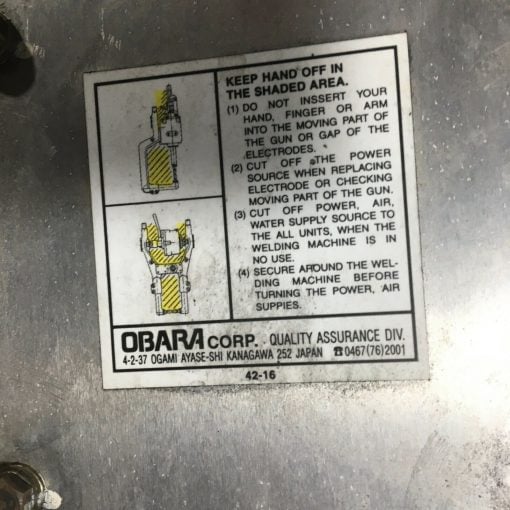 KEEP HAND OFF IN
THE SHADED AREA.
(1) DO NOT INSSERT YOUR
HAND, FINGER OR ARM
INTO THE MOVING PART OF
THE GUN OR GAP OF THE
ELECTRODES.
(2) CUT OFF THE POWER
SOURCE WHEN REPLACING
ELECTRODE OR CHECKING
MOVING PART OF THE GUN.
(3) CUT OFF POWER, AIR,
WATER SUPPLY SOURCE TO
THE ALL UNITS, WHEN THE
WELDING MACHINE IS IN
NO USE.
(4) SECURE AROUND THE WEL-
DING MACHINE BEFORE
TURNING THE POWER, AIR
SUPPIES.
OBARA CORP. QUALITY ASSURANCE DIV.
4-2-37 OGAMI AYASE-SHI KANAGAWA 252 JAPAN ☎0467(76)2001
42-16